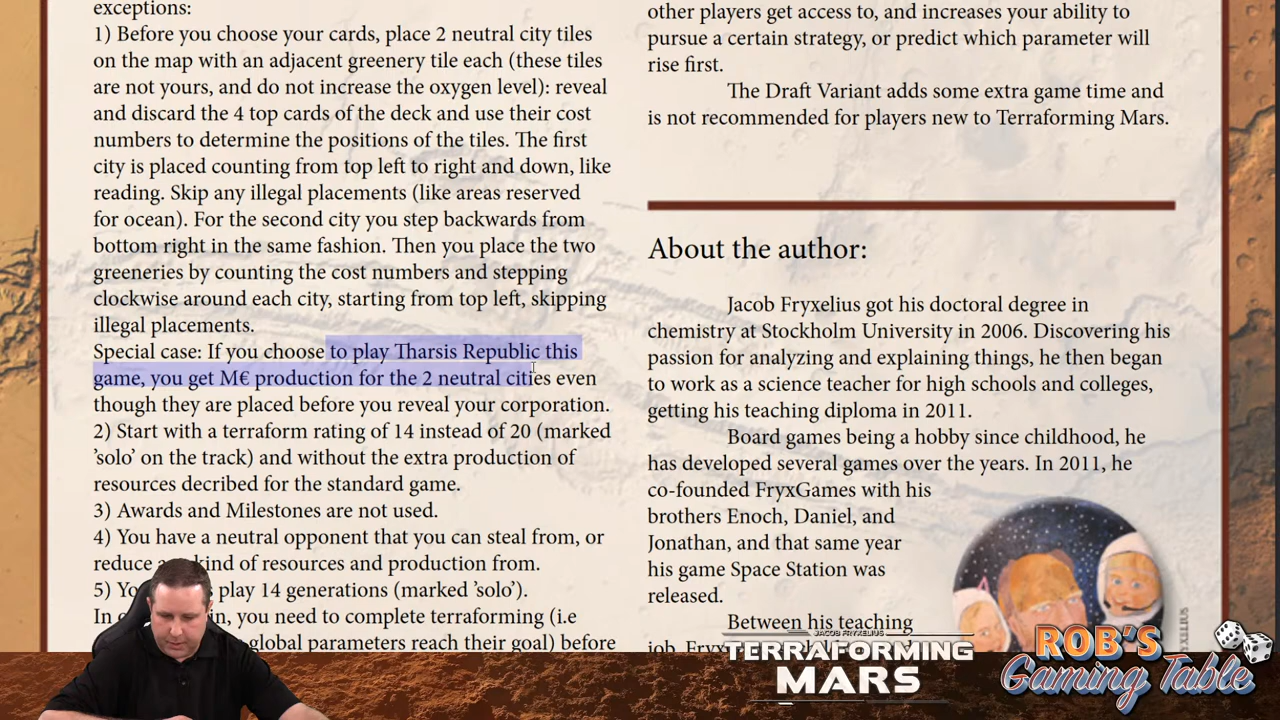 exceptions:
1) Before you choose your cards, place 2 neutral city tiles
on the map with an adjacent greenery tile each (these tiles
are not yours, and do not increase the oxygen level): reveal
and discard the 4 top cards of the deck and use their cost
numbers to determine the positions of the tiles. The first
city is placed counting from top left to right and down, like
reading. Skip any illegal placements (like areas reserved
for ocean). For the second city you step backwards from
bottom right in the same fashion. Then you place the two
greeneries by counting the cost numbers and stepping
clockwise around each city, starting from top left, skipping
illegal placements.
Special case: If you choose to play Tharsis Republic this
game, you get M€ production for the 2 neutral cities even
though they are placed before you reveal your corporation.
2) Start with a terraform rating of 14 instead of 20 (marked
’solo’ on the track) and without the extra production of
resources decribed for the standard game.
3) Awards and Milestones are not used.
4) You have a neutral opponent that you can steal from, or
reduce kind of resources and production from.
5) play 14 generations (marked ’solo’).
In you need to complete terraforming (i.e
global parameters reach their goal) before
other players get access to, and increases your ability to
pursue a certain strategy, or predict which parameter will
rise first.
The Draft Variant adds some extra game time and
is not recommended for players new to Terraforming Mars.
About the author:
Jacob Fryxelius got his doctoral degree in
chemistry at Stockholm University in 2006. Discovering his
passion for analyzing and explaining things, he then began
to work as a science teacher for high schools and colleges,
getting his teaching diploma in 2011.
Board games being a hobby since childhood, he
has developed several games over the years. In 2011, he
co-founded FryxGames with his
brothers Enoch, Daniel, and
Jonathan, and that same year
his game Space Station was
released.
Between his teaching
JACOB FRYXELIUS
TERRAFORMING
MARS
ROB'S
Gaming Table